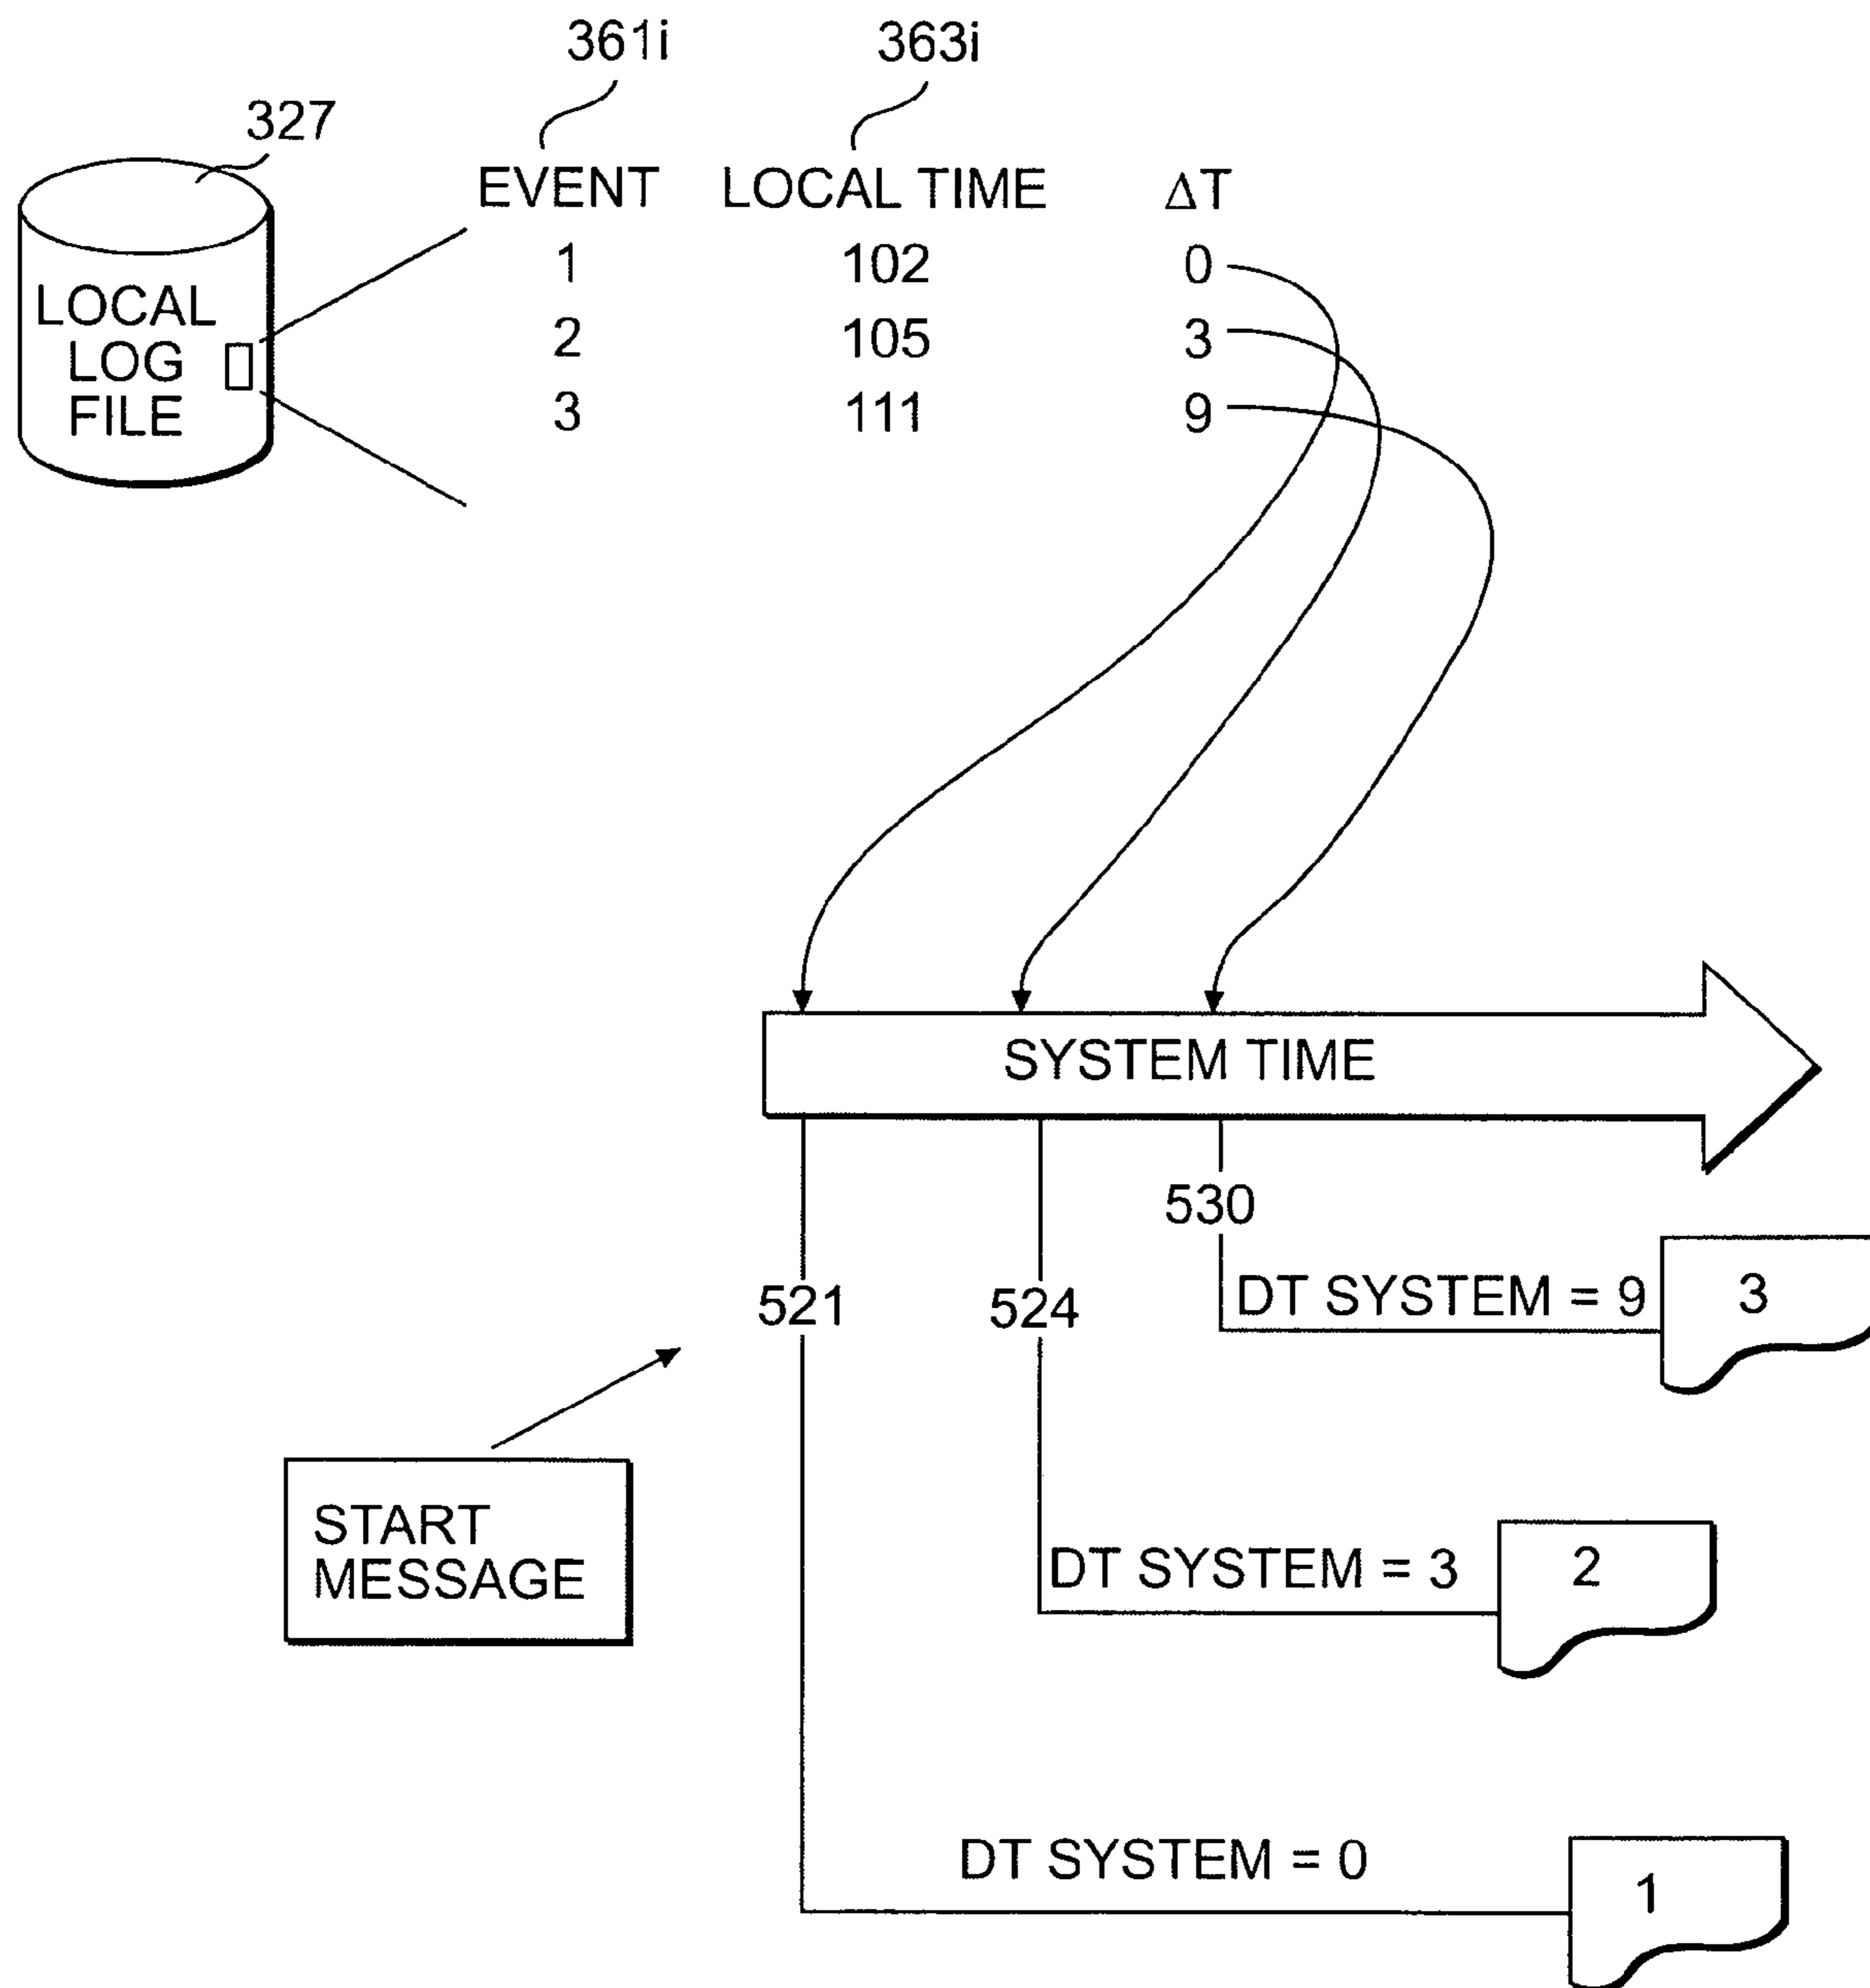 361i 363i
327
EVENT LOCAL TIME ΔT
1 102 0
2 105 3
3 111 9
LOCAL
LOG
FILE
SYSTEM TIME
530
521 524 DT SYSTEM = 9 3
START
MESSAGE
DT SYSTEM = 3 2
DT SYSTEM = 0 1